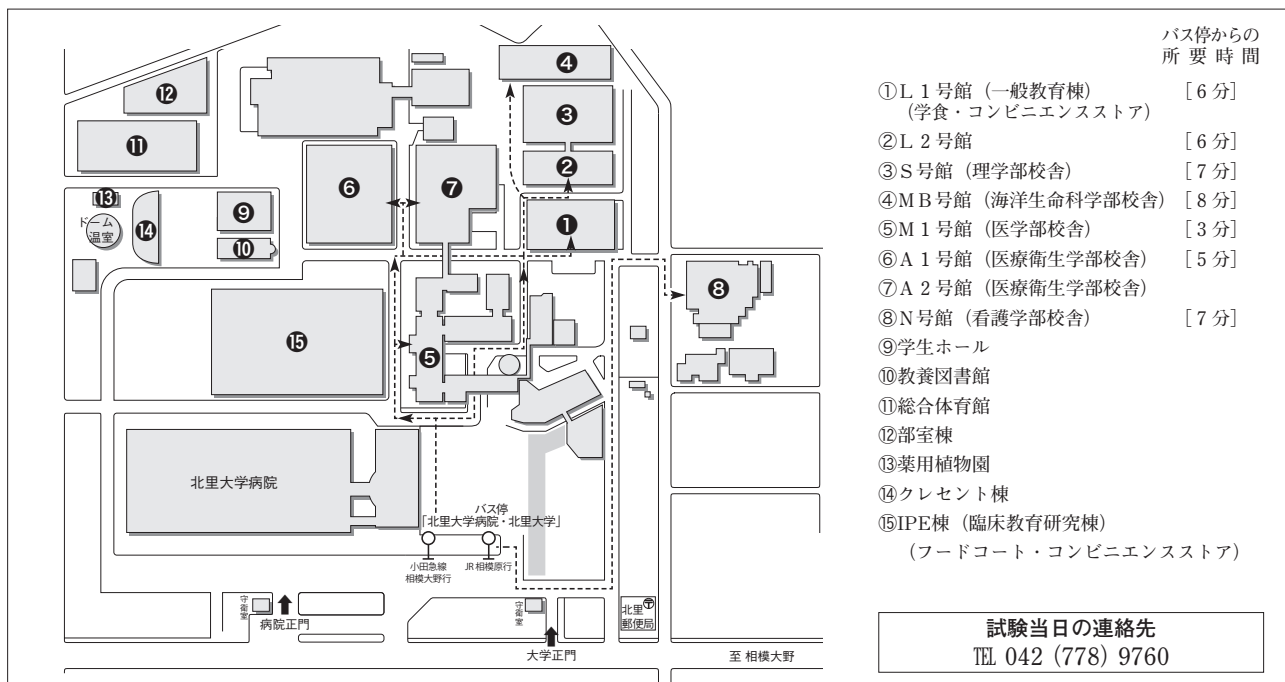 ⓬
⓫
⓭
ドーム
温室
⓮
❾
❿
❻
❼
❹
❸
❷
❶
❽
⓯
❺
北里大学病院
バス停
「北里大学病院・北里大学」
小田急線
相模大野行
JR相模原行
守衛室
病院正門
守衛室
大学正門
北里〶
郵便局
至 相模大野
バス停からの
所要時間
①L1号館（一般教育棟） ［6分］
（学食・コンビニエンスストア）
②L2号館 ［6分］
③S号館（理学部校舎） ［7分］
④MB号館（海洋生命科学部校舎） ［8分］
⑤M1号館（医学部校舎） ［3分］
⑥A1号館（医療衛生学部校舎） ［5分］
⑦A2号館（医療衛生学部校舎）
⑧N号館（看護学部校舎） ［7分］
⑨学生ホール
⑩教養図書館
⑪総合体育館
⑫部室棟
⑬薬用植物園
⑭クレセント棟
⑮IPE棟（臨床教育研究棟）
（フードコート・コンビニエンスストア）
試験当日の連絡先
℡ 042（778）9760